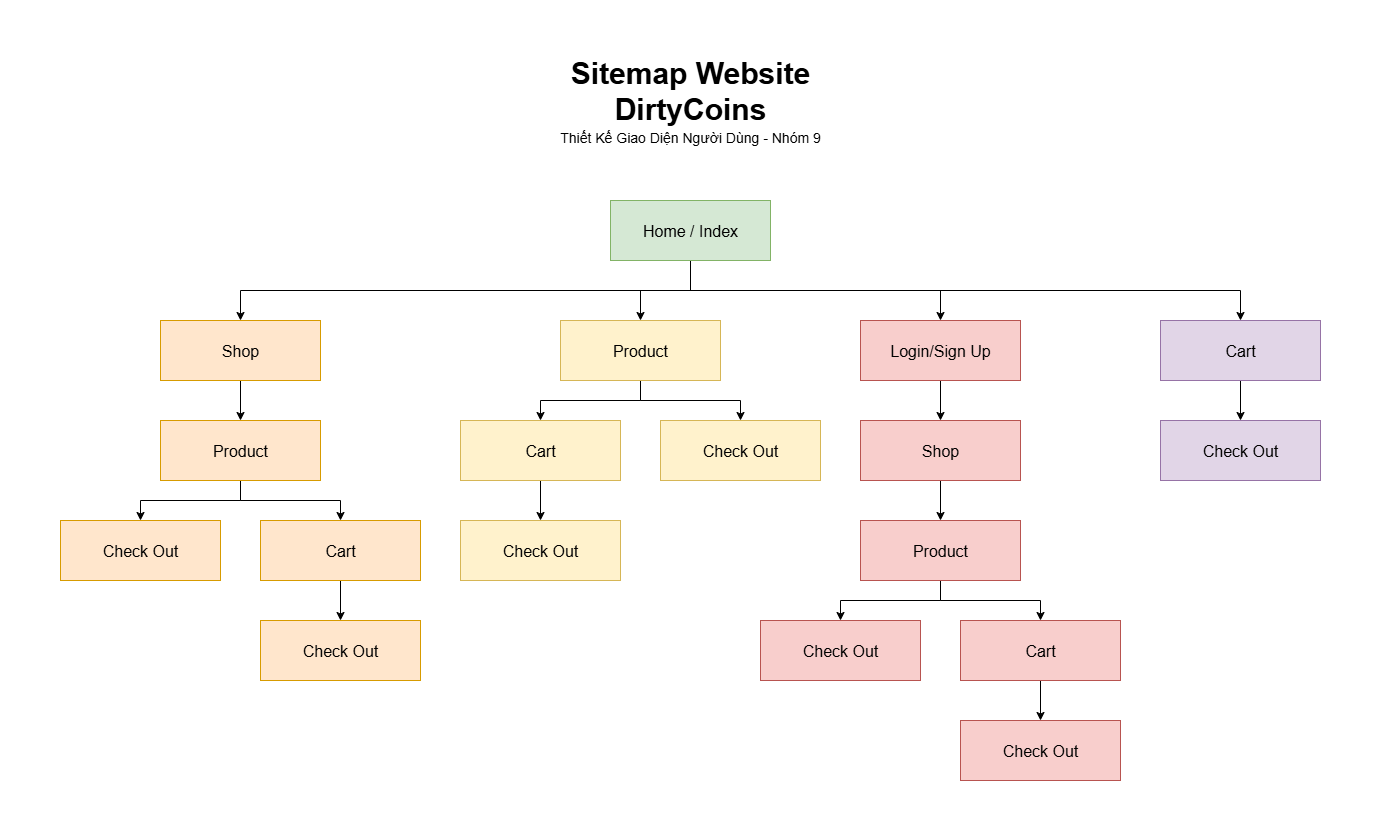 Sitemap Website
DirtyCoins
Thiết Kế Giao Diện Người Dùng - Nhóm 9
Home / Index
Shop
Product
Login/Sign Up
Cart
Product
Cart
Check Out
Shop
Check Out
Check Out
Cart
Check Out
Product
Check Out
Check Out
Cart
Check Out